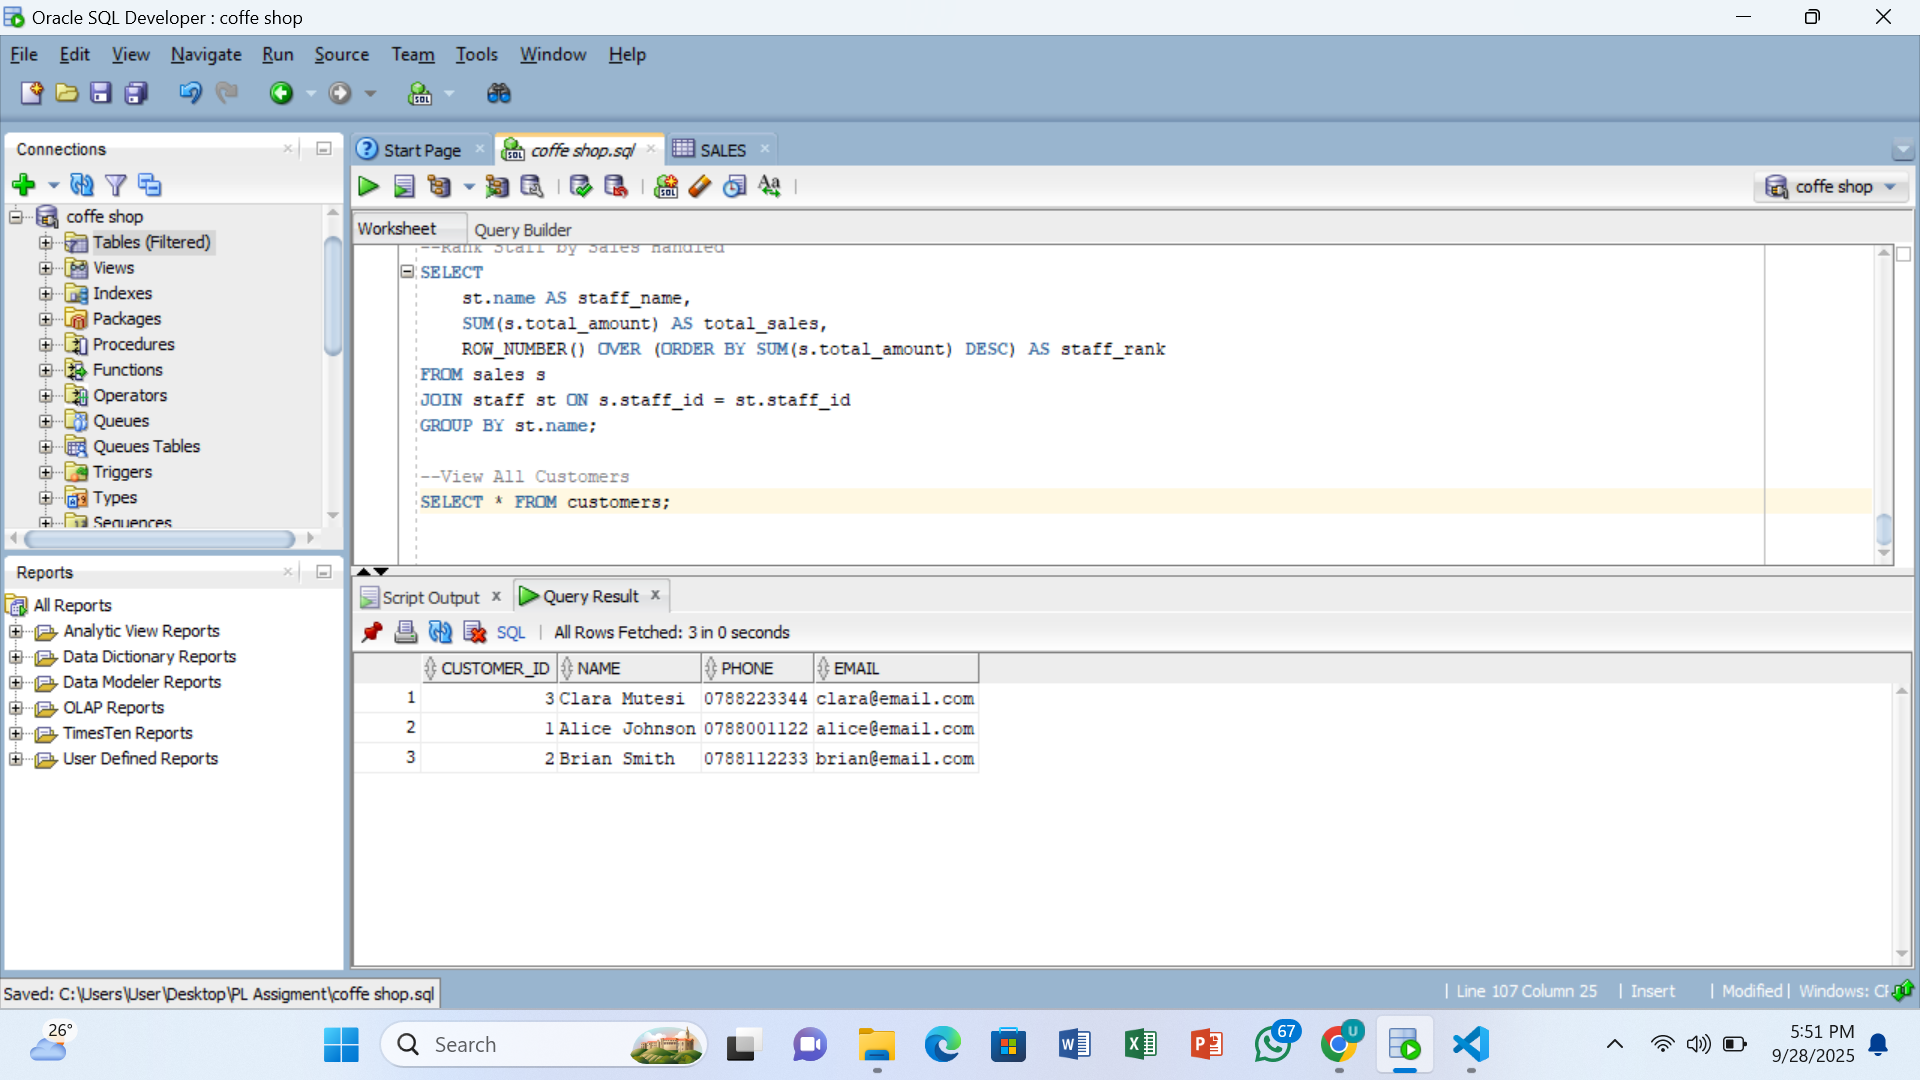 Oracle SQL Developer : coffe shop
File Edit View Navigate Run Source Team Tools Window Help
Connections
coffe shop
Tables (Filtered)
Views
Indexes
Packages
Procedures
Functions
Operators
Queues
Queues Tables
Triggers
Types
Sequences
Reports
All Reports
Analytic View Reports
Data Dictionary Reports
Data Modeler Reports
OLAP Reports
TimesTen Reports
User Defined Reports
Start Page coffe shop.sql SALES
coffe shop
Worksheet Query Builder
--Rank Staff by Sales Handled
SELECT
st.name AS staff_name,
SUM(s.total_amount) AS total_sales,
ROW_NUMBER() OVER (ORDER BY SUM(s.total_amount) DESC) AS staff_rank
FROM sales s
JOIN staff st ON s.staff_id = st.staff_id
GROUP BY st.name;
--View All Customers
SELECT * FROM customers;
Script Output Query Result
SQL | All Rows Fetched: 3 in 0 seconds
CUSTOMER_ID NAME PHONE EMAIL
1 3 Clara Mutesi 0788223344 clara@email.com
2 1 Alice Johnson 0788001122 alice@email.com
3 2 Brian Smith 0788112233 brian@email.com
Saved: C:\Users\User\Desktop\PL Assigment\coffe shop.sql
| Line 107 Column 25 | Insert | Modified | Windows:
26°
Search
67
U
5:51 PM
9/28/2025